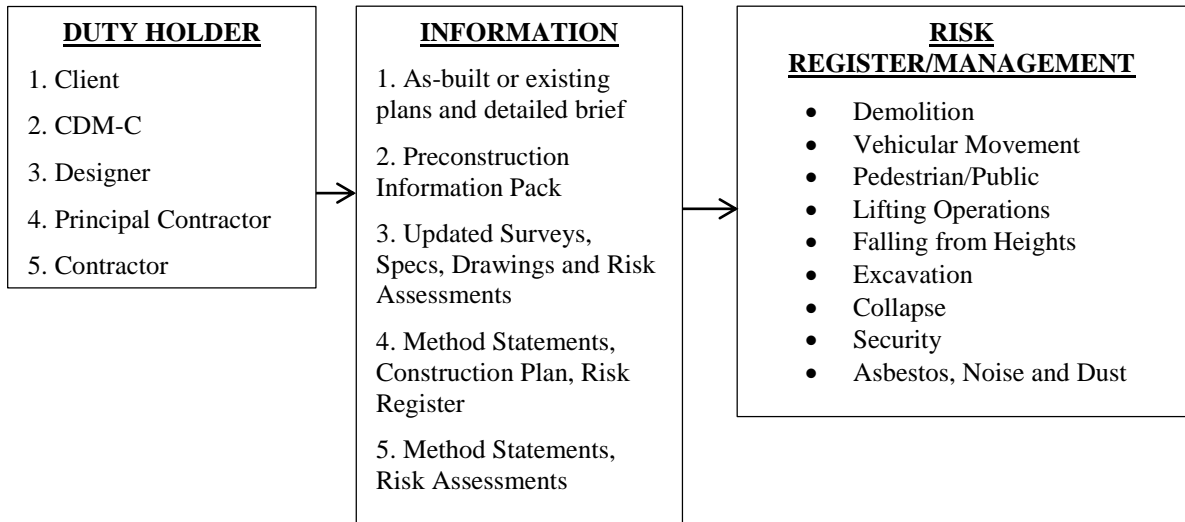 DUTY HOLDER
1. Client
2. CDM-C
3. Designer
4. Principal Contractor
5. Contractor
INFORMATION
1. As-built or existing
plans and detailed brief
2. Preconstruction
Information Pack
3. Updated Surveys,
Specs, Drawings and Risk
Assessments
4. Method Statements,
Construction Plan, Risk
Register
5. Method Statements,
Risk Assessments
RISK
REGISTER/MANAGEMENT
• Demolition
• Vehicular Movement
• Pedestrian/Public
• Lifting Operations
• Falling from Heights
• Excavation
• Collapse
• Security
• Asbestos, Noise and Dust